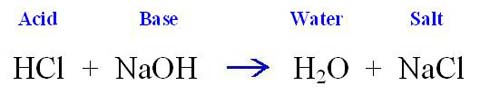 Acid Base Water Salt
HCl + NaOH → H₂O + NaCl